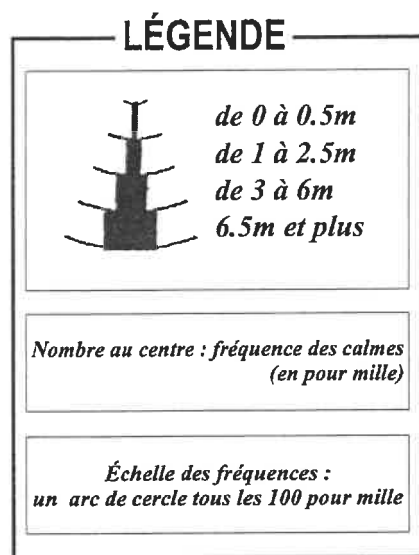 LÉGENDE
de 0 à 0.5m
de 1 à 2.5m
de 3 à 6m
6.5m et plus
Nombre au centre : fréquence des calmes
(en pour mille)
Échelle des fréquences :
un arc de cercle tous les 100 pour mille